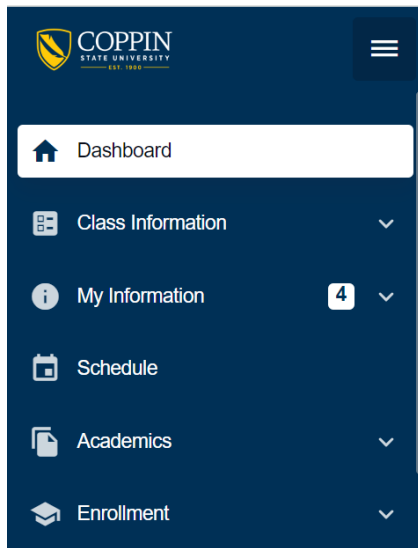 COPPIN
STATE UNIVERSITY
EST. 1900
Dashboard
Class Information
My Information 4
Schedule
Academics
Enrollment